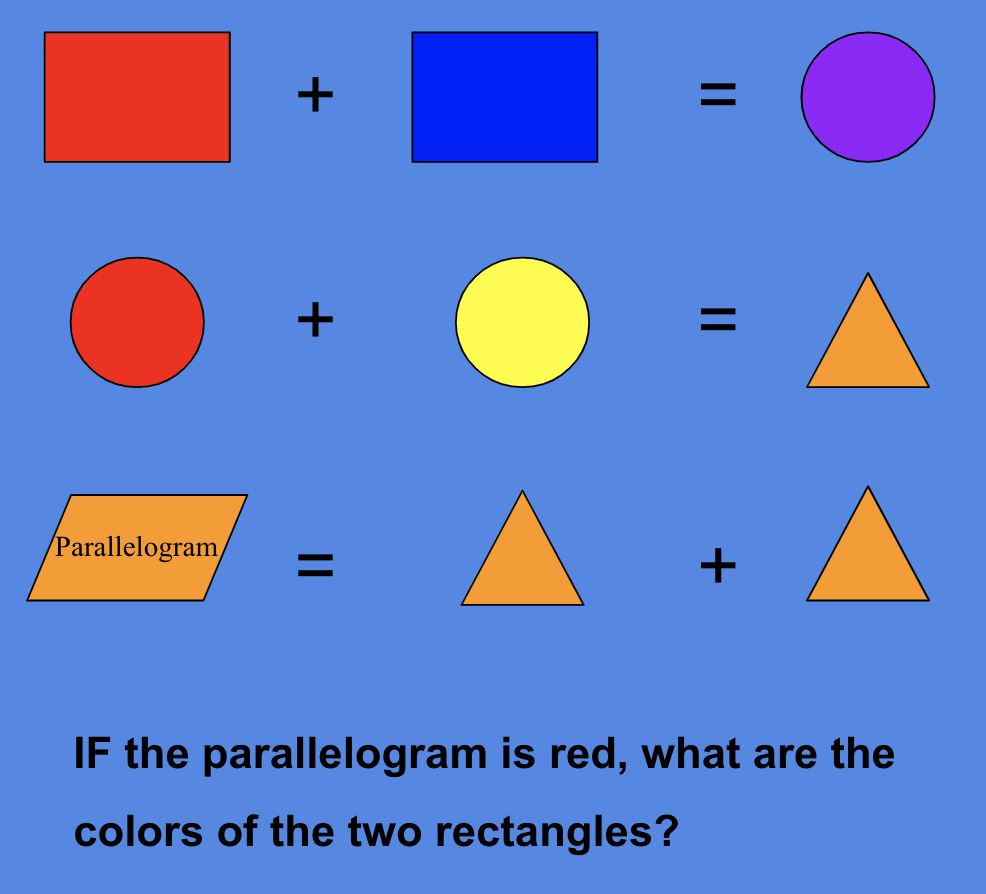 + =
+ =
Parallelogram = +
IF the parallelogram is red, what are the
colors of the two rectangles?